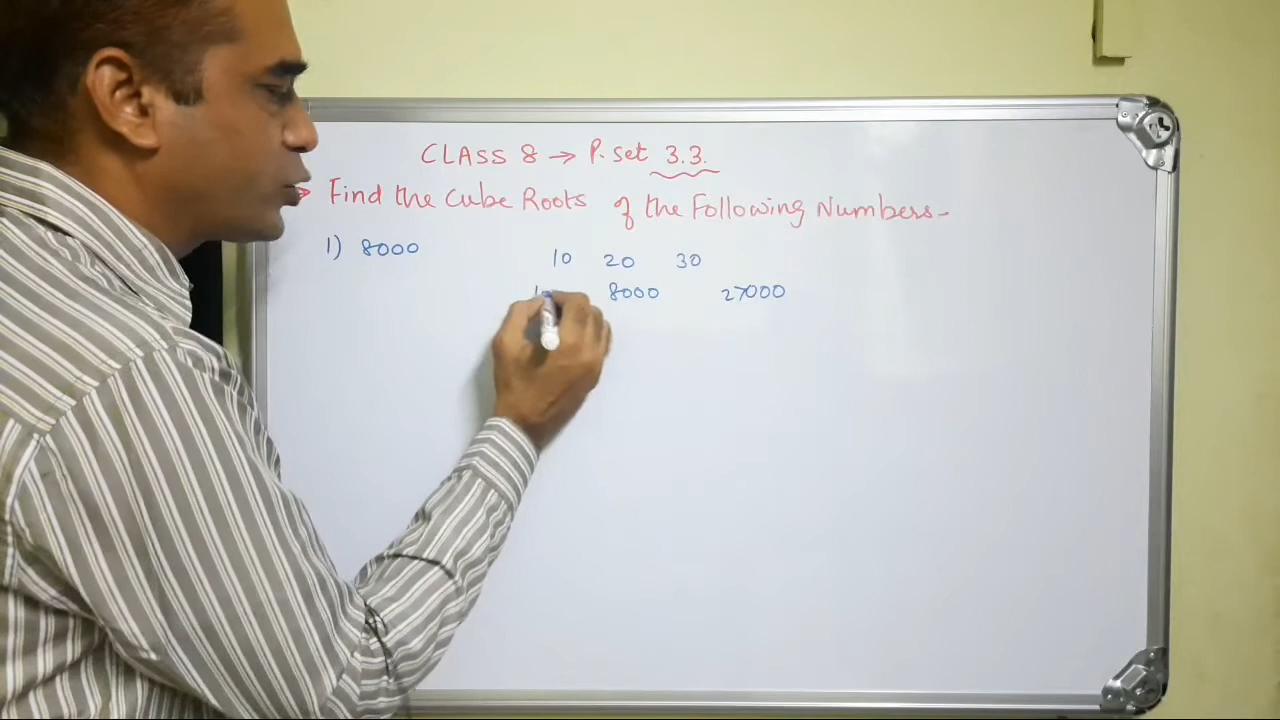 CLASS 8 → P. Set 3.3.
→ Find the Cube Roots of the Following Numbers-
1) 8000 10 20 30
8000 27000